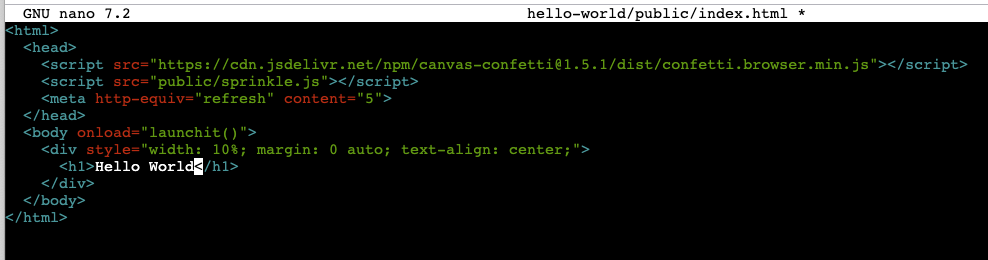 GNU nano 7.2 hello-world/public/index.html *
<html>
  <head>
    <script src="https://cdn.jsdelivr.net/npm/canvas-confetti@1.5.1/dist/confetti.browser.min.js"></script>
    <script src="public/sprinkle.js"></script>
    <meta http-equiv="refresh" content="5">
  </head>
  <body onload="launchit()">
    <div style="width: 10%; margin: 0 auto; text-align: center;">
      <h1>Hello World</h1>
    </div>
  </body>
</html>